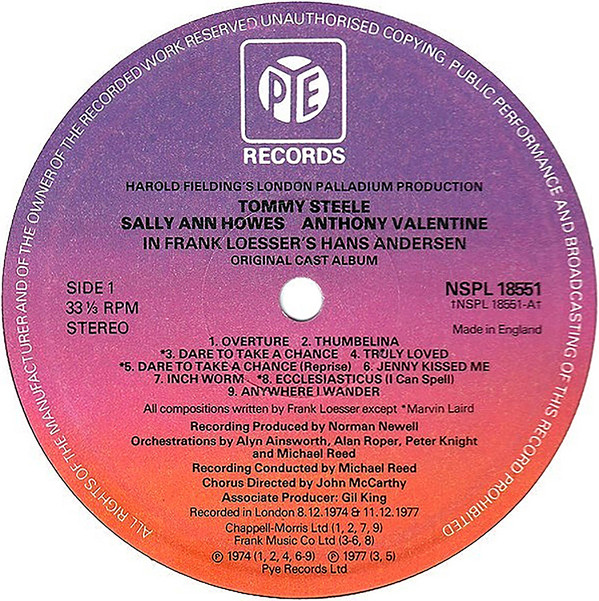 ALL RIGHTS OF THE MANUFACTURER AND OF THE OWNER OF THE RECORDED WORK RESERVED UNAUTHORISED COPYING, PUBLIC PERFORMANCE AND BROADCASTING OF THIS RECORD PROHIBITED
PYE
RECORDS
HAROLD FIELDING'S LONDON PALLADIUM PRODUCTION
TOMMY STEELE
SALLY ANN HOWES ANTHONY VALENTINE
IN FRANK LOESSER'S HANS ANDERSEN
ORIGINAL CAST ALBUM
SIDE 1
33⅓ RPM
STEREO
NSPL 18551
†NSPL 18551-A†
Made in England
1. OVERTURE 2. THUMBELINA
*3. DARE TO TAKE A CHANCE 4. TRULY LOVED
*5. DARE TO TAKE A CHANCE (Reprise) 6. JENNY KISSED ME
7. INCH WORM *8. ECCLESIASTICUS (I Can Spell)
9. ANYWHERE I WANDER
All compositions written by Frank Loesser except *Marvin Laird
Recording Produced by Norman Newell
Orchestrations by Alyn Ainsworth, Alan Roper, Peter Knight
and Michael Reed
Recording Conducted by Michael Reed
Chorus Directed by John McCarthy
Associate Producer: Gil King
Recorded in London 8.12.1974 & 11.12.1977
Chappell-Morris Ltd (1, 2, 7, 9)
Frank Music Co Ltd (3-6, 8)
℗ 1974 (1, 2, 4, 6-9) ℗ 1977 (3, 5)
Pye Records Ltd